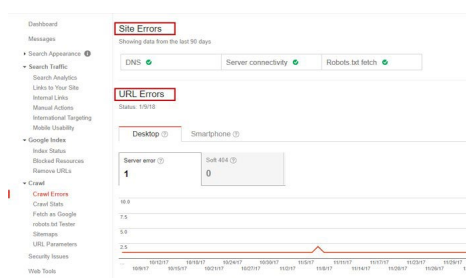 Dashboard
Messages
Search Appearance
Search Traffic
Search Analytics
Links to Your Site
Internal Links
Manual Actions
International Targeting
Mobile Usability
Google Index
Index Status
Blocked Resources
Remove URLs
Crawl
Crawl Errors
Crawl Stats
Fetch as Google
robots.txt Tester
Sitemaps
URL Parameters
Security Issues
Web Tools
Site Errors
Showing data from the last 90 days
DNS
Server connectivity
Robots.txt fetch
URL Errors
Status: 1/9/18
Desktop
Smartphone
Server error
1
Soft 404
0
10.0
7.5
5.0
2.5
10/12/17 10/18/17 10/24/17 10/30/17 11/5/17 11/11/17 11/17/17 11/23/17 11/29/17
10/9/17 10/15/17 10/21/17 10/27/17 11/2/17 11/8/17 11/14/17 11/20/17 11/26/17